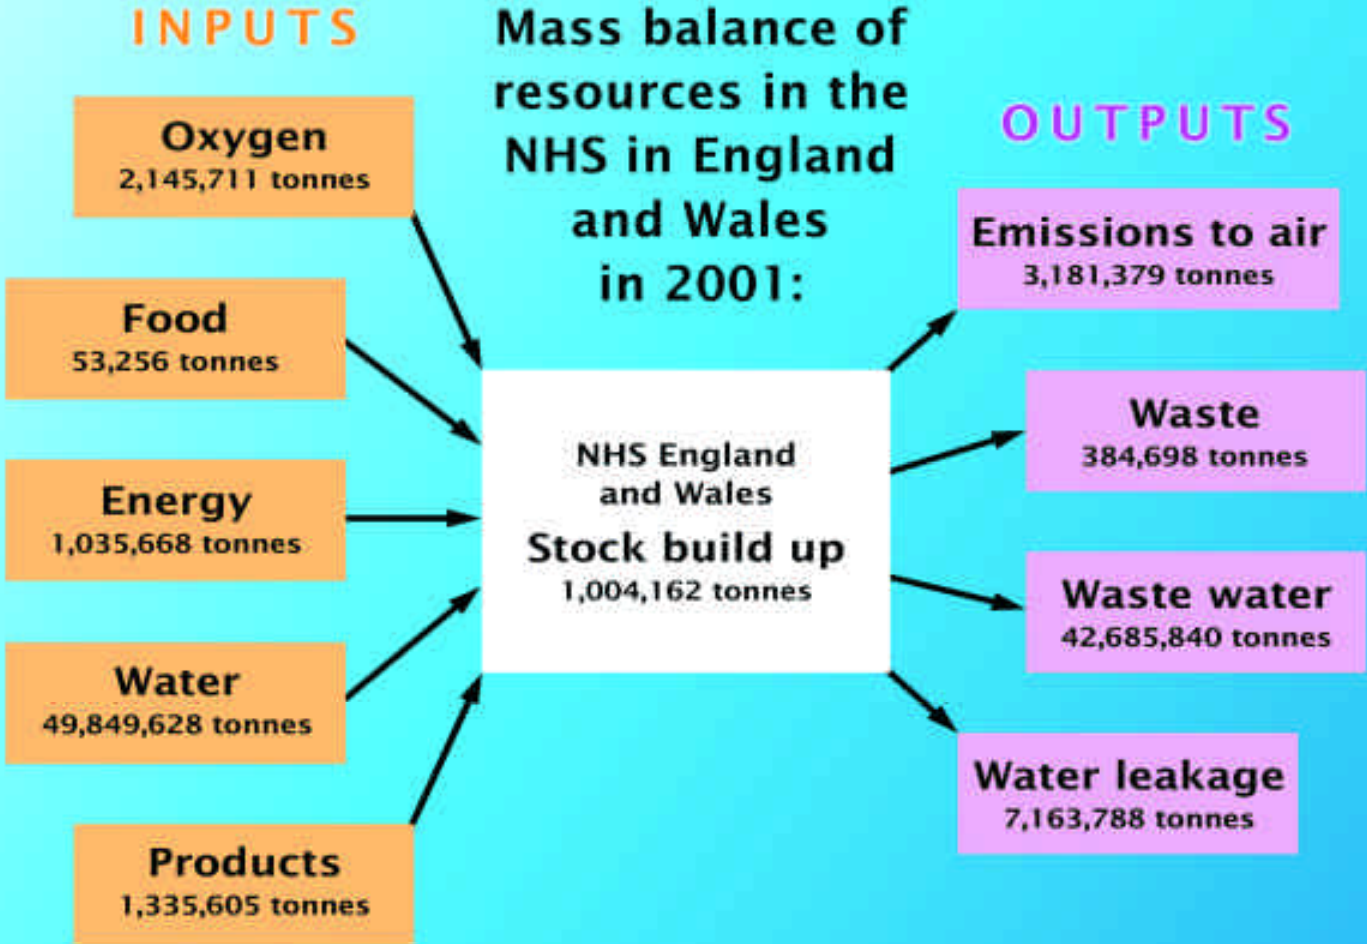 INPUTS
Mass balance of
resources in the
NHS in England
and Wales
in 2001:
OUTPUTS
Oxygen
2,145,711 tonnes
Food
53,256 tonnes
Energy
1,035,668 tonnes
Water
49,849,628 tonnes
Products
1,335,605 tonnes
NHS England
and Wales
Stock build up
1,004,162 tonnes
Emissions to air
3,181,379 tonnes
Waste
384,698 tonnes
Waste water
42,685,840 tonnes
Water leakage
7,163,788 tonnes